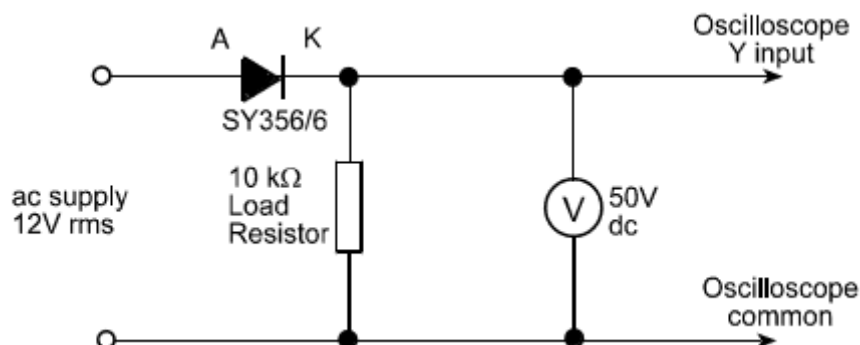 Oscilloscope
Y input
A K
SY356/6
ac supply
12V rms
10 kΩ
Load
Resistor
V
50V
dc
Oscilloscope
common